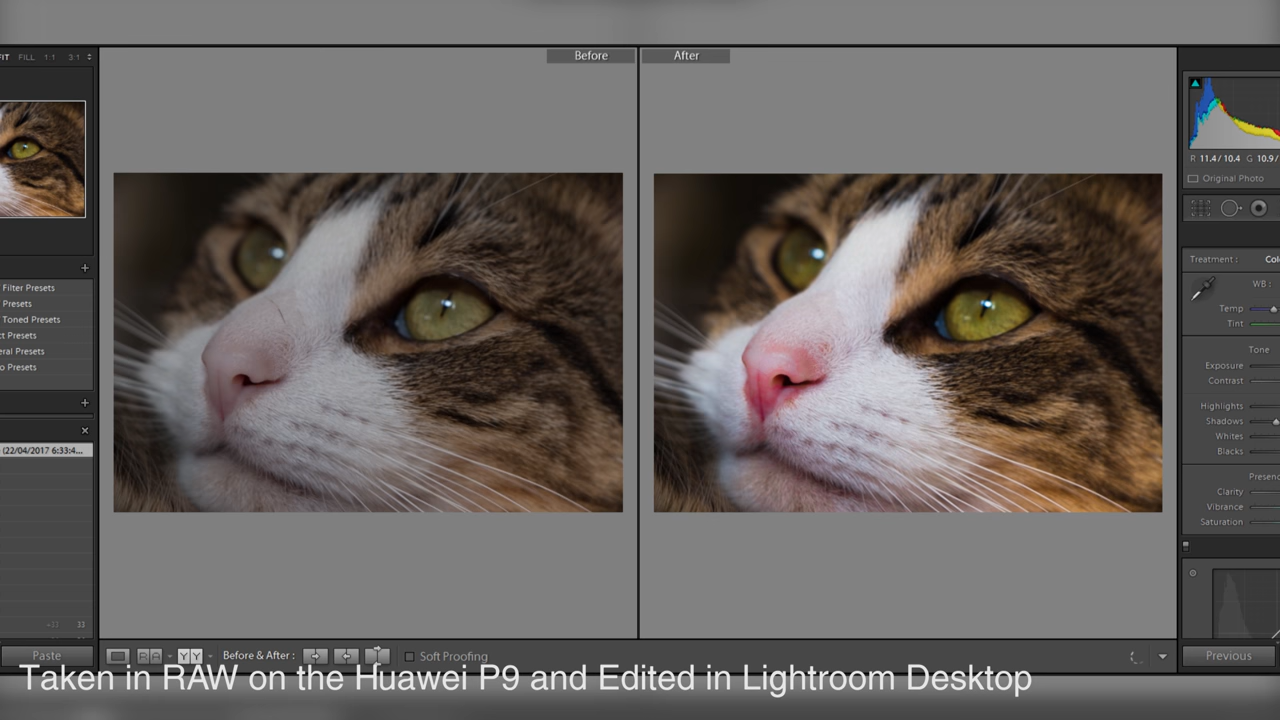 FIT FILL 1:1 3:1
Before
After
R 11.4 / 10.4 G 10.9 /
Original Photo
Filter Presets
Presets
Toned Presets
ct Presets
eral Presets
o Presets
(22/04/2017 6:33:4...
+33 33
Treatment :
WB :
Temp
Tint
Tone
Exposure
Contrast
Highlights
Shadows
Whites
Blacks
Clarity
Vibrance
Saturation
Paste
Before & After :
Soft Proofing
Previous
Taken in RAW on the Huawei P9 and Edited in Lightroom Desktop